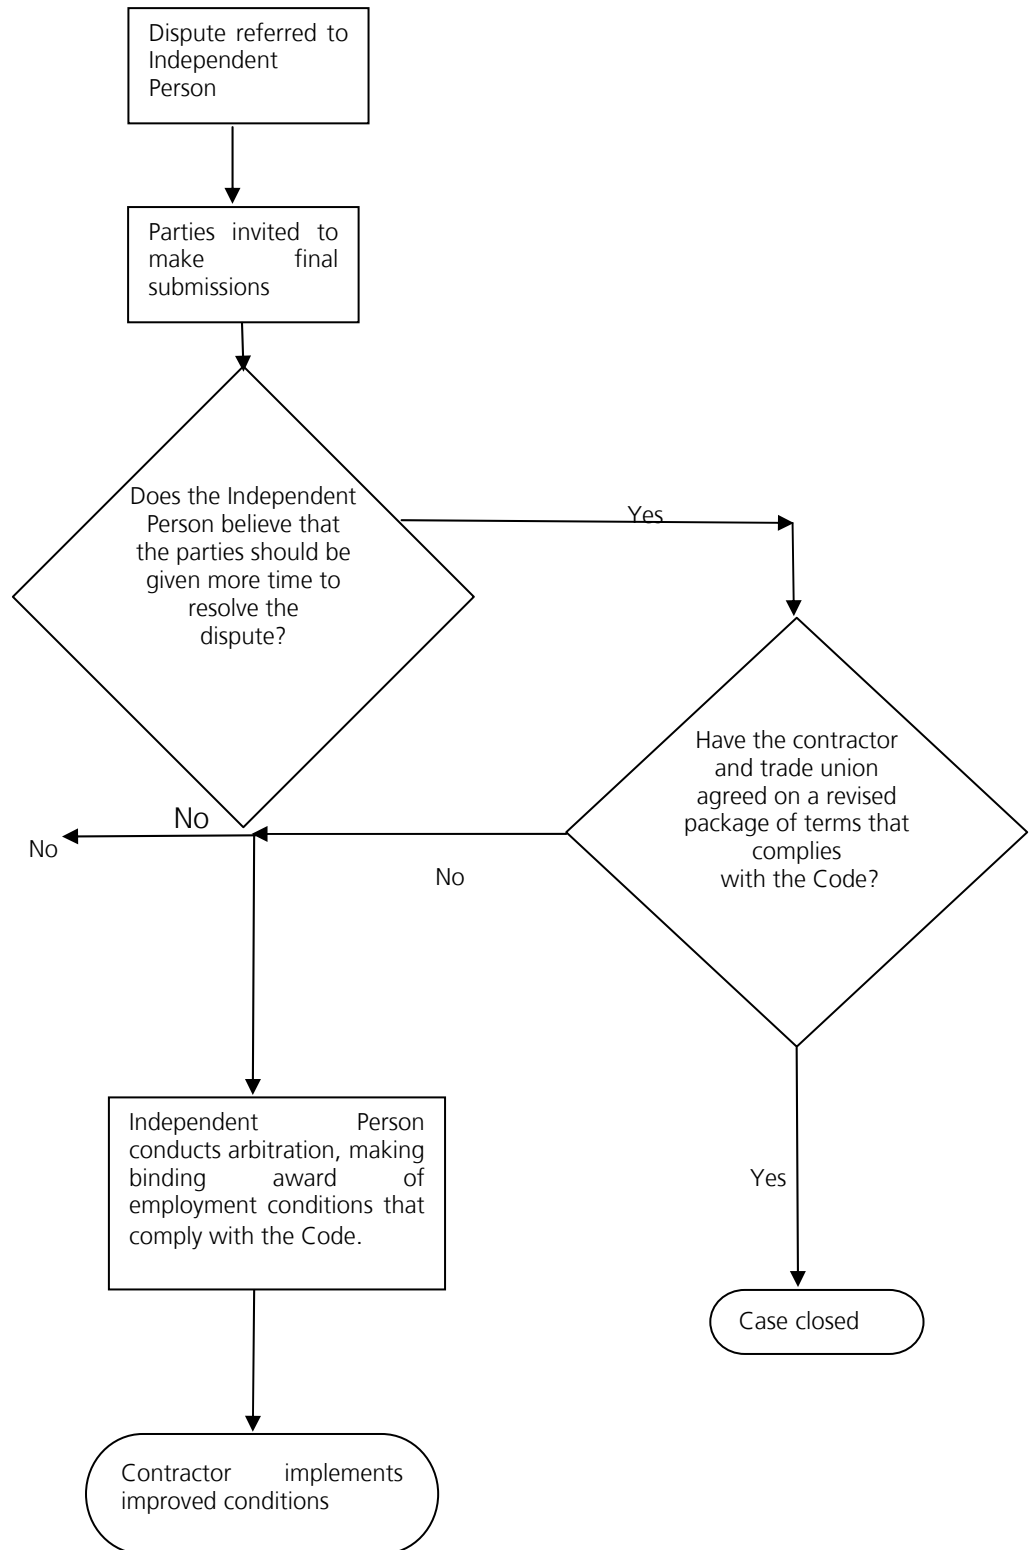 Dispute referred to
Independent
Person
Parties invited to
make final
submissions
Does the Independent
Person believe that
the parties should be
given more time to
resolve the
dispute?
Yes
Have the contractor
and trade union
agreed on a revised
package of terms that
complies
with the Code?
No
No
No
Independent Person
conducts arbitration, making
binding award of
employment conditions that
comply with the Code.
Yes
Case closed
Contractor implements
improved conditions